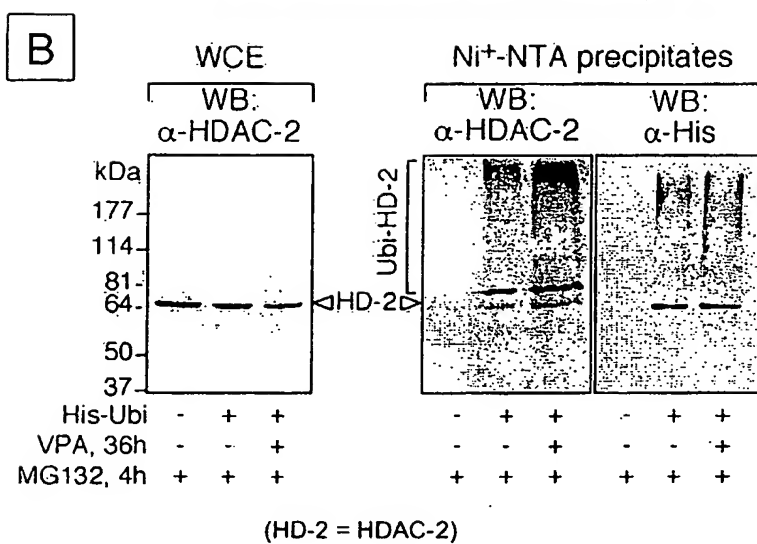 B
WCE
Ni+-NTA precipitates
WB:
α-HDAC-2
WB:
α-HDAC-2
WB:
α-His
kDa
177
114
81
64
50
37
Ubi-HD-2
HD-2
His-Ubi - + + - + + - + +
VPA, 36h - - + - - + - - +
MG132, 4h + + + + + + + + +
(HD-2 = HDAC-2)